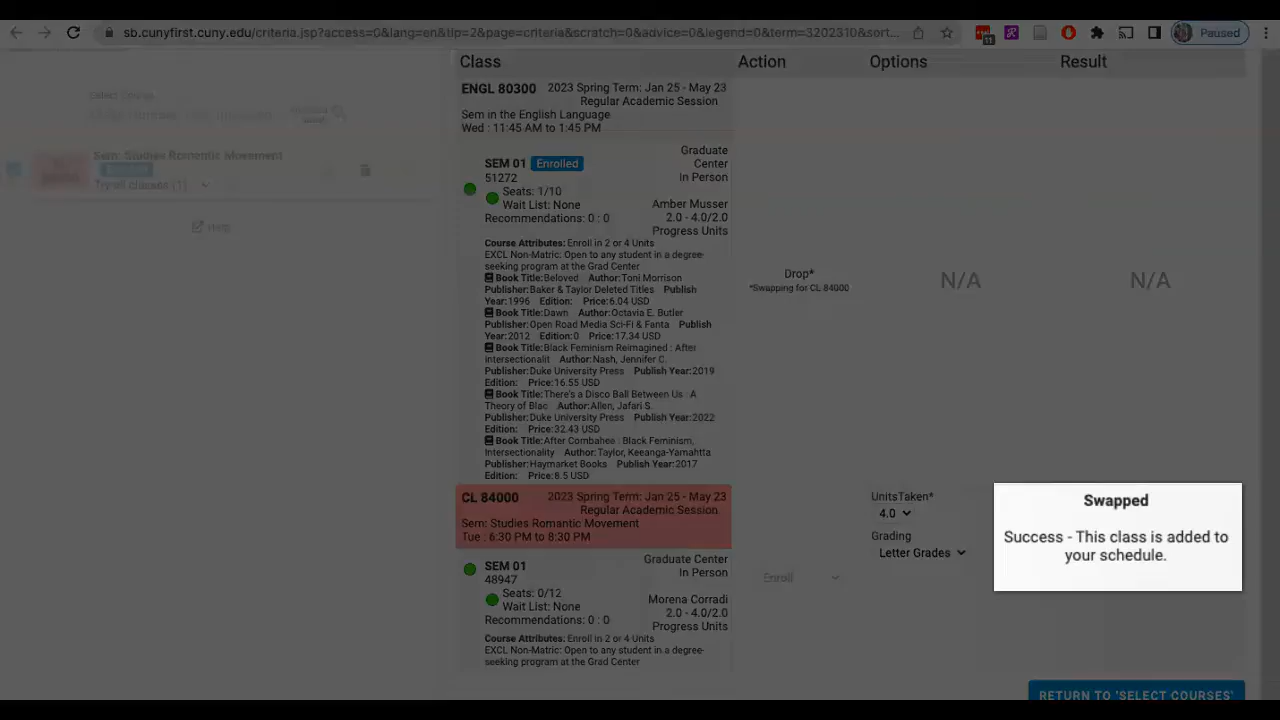 sb.cunyfirst.cuny.edu/criteria.jsp?access=0&lang=en&tip=2&page=criteria&scratch=0&advice=0&legend=0&term=3202310&sort...
11
Paused
Class Action Options Result
Select Course
ENGL 80300 2023 Spring Term: Jan 25 - May 23
Regular Academic Session
Sem in the English Language
Wed : 11:45 AM to 1:45 PM
Sem: Studies Romantic Movement
Try all classes (1)
Help
SEM 01 Enrolled
51272
Graduate
Center
In Person
Seats: 1/10
Wait List: None
Recommendations: 0 : 0
Amber Musser
2.0 - 4.0/2.0
Progress Units
Course Attributes: Enroll in 2 or 4 Units
EXCL Non-Matric: Open to any student in a degree-
seeking program at the Grad Center
Book Title:Beloved Author:Toni Morrison
Publisher:Baker & Taylor Deleted Titles Publish
Year:1996 Edition: Price:6.04 USD
Book Title:Dawn Author:Octavia E. Butler
Publisher:Open Road Media Sci-Fi & Fanta Publish
Year:2012 Edition:0 Price:17.34 USD
Book Title:Black Feminism Reimagined : After
Intersectionalit Author:Nash, Jennifer C.
Publisher:Duke University Press Publish Year:2019
Edition: Price:16.55 USD
Book Title:There's a Disco Ball Between Us : A
Theory of Blac Author:Allen, Jafari S.
Publisher:Duke University Press Publish Year:2022
Edition: Price:32.43 USD
Book Title:After Combahee : Black Feminism,
Intersectionality Author:Taylor, Keeanga-Yamahtta
Publisher:Haymarket Books Publish Year:2017
Edition: Price:8.5 USD
Drop*
*Swapping for CL 84000
N/A
N/A
CL 84000 2023 Spring Term: Jan 25 - May 23
Regular Academic Session
Sem: Studies Romantic Movement
Tue : 6:30 PM to 8:30 PM
SEM 01
48947
Graduate Center
In Person
Seats: 0/12
Wait List: None
Recommendations: 0 : 0
Morena Corradi
2.0 - 4.0/2.0
Progress Units
Course Attributes: Enroll in 2 or 4 Units
EXCL Non-Matric: Open to any student in a degree-
seeking program at the Grad Center
Enroll
UnitsTaken*
4.0
Grading
Letter Grades
Swapped
Success - This class is added to
your schedule.
RETURN TO 'SELECT COURSES'